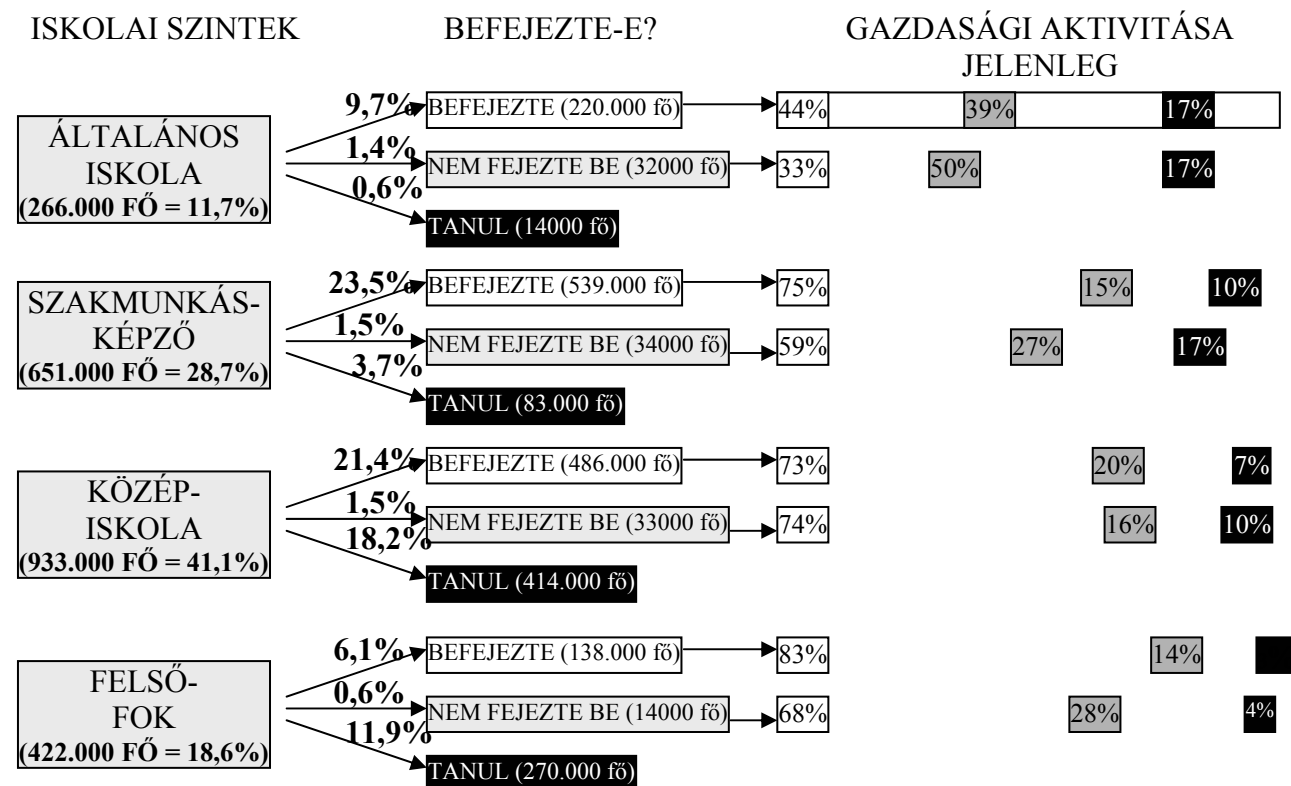 ISKOLAI SZINTEK BEFEJEZTE-E? GAZDASÁGI AKTIVITÁSA
JELENLEG
ÁLTALÁNOS
ISKOLA
(266.000 FŐ = 11,7%)
9,7% BEFEJEZTE (220.000 fő) 44% 39% 17%
1,4% NEM FEJEZTE BE (32000 fő) 33% 50% 17%
0,6% TANUL (14000 fő)
SZAKMUNKÁS-
KÉPZŐ
(651.000 FŐ = 28,7%)
23,5% BEFEJEZTE (539.000 fő) 75% 15% 10%
1,5% NEM FEJEZTE BE (34000 fő) 59% 27% 17%
3,7% TANUL (83.000 fő)
KÖZÉP-
ISKOLA
(933.000 FŐ = 41,1%)
21,4% BEFEJEZTE (486.000 fő) 73% 20% 7%
1,5% NEM FEJEZTE BE (33000 fő) 74% 16% 10%
18,2% TANUL (414.000 fő)
FELSŐ-
FOK
(422.000 FŐ = 18,6%)
6,1% BEFEJEZTE (138.000 fő) 83% 14%
0,6% NEM FEJEZTE BE (14000 fő) 68% 28% 4%
11,9% TANUL (270.000 fő)